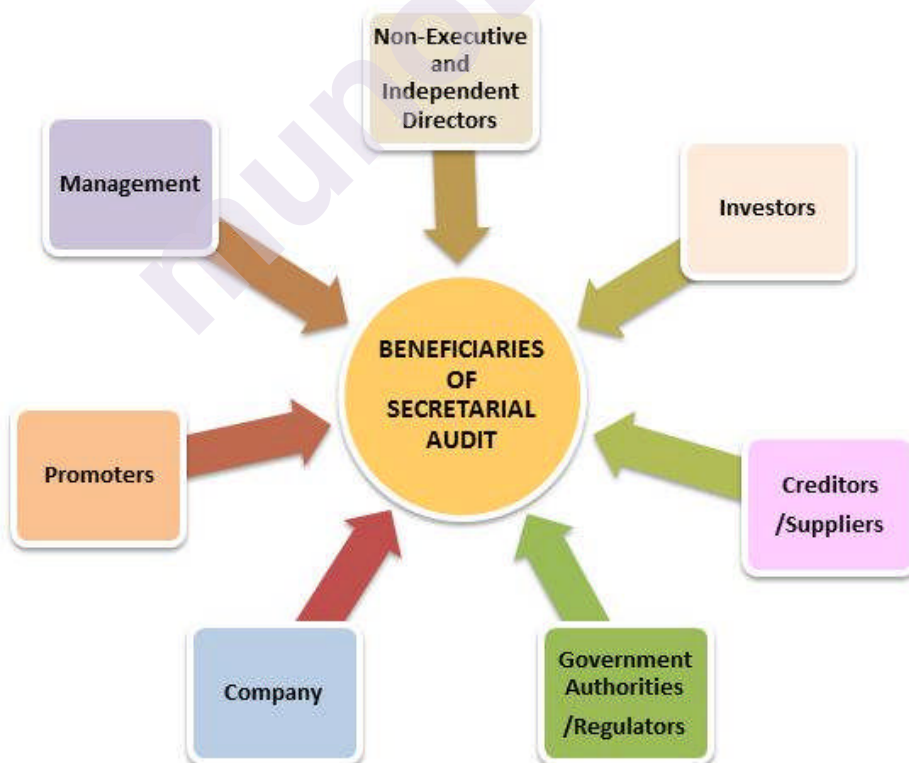 Non-Executive
and
Independent
Directors
Management
Investors
BENEFICIARIES
OF
SECRETARIAL
AUDIT
Promoters
Creditors
/Suppliers
Company
Government
Authorities
/Regulators